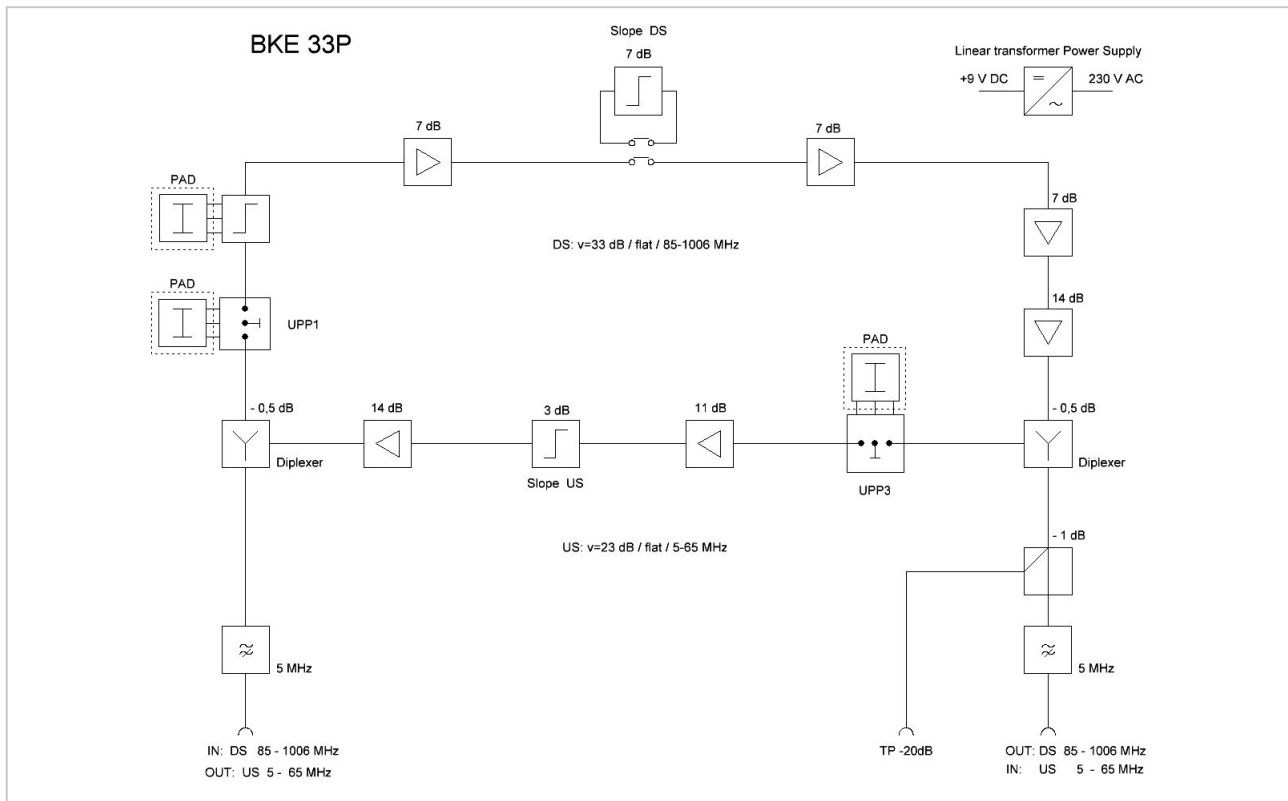 BKE 33P
Slope DS
7 dB
Linear transformer Power Supply
+9 V DC
230 V AC
7 dB
7 dB
PAD
7 dB
DS: v=33 dB / flat / 85-1006 MHz
PAD
UPP1
14 dB
PAD
- 0,5 dB
14 dB
3 dB
11 dB
- 0,5 dB
Diplexer
Slope US
UPP3
Diplexer
US: v=23 dB / flat / 5-65 MHz
- 1 dB
5 MHz
5 MHz
IN: DS 85 - 1006 MHz
OUT: US 5 - 65 MHz
TP -20dB
OUT: DS 85 - 1006 MHz
IN: US 5 - 65 MHz